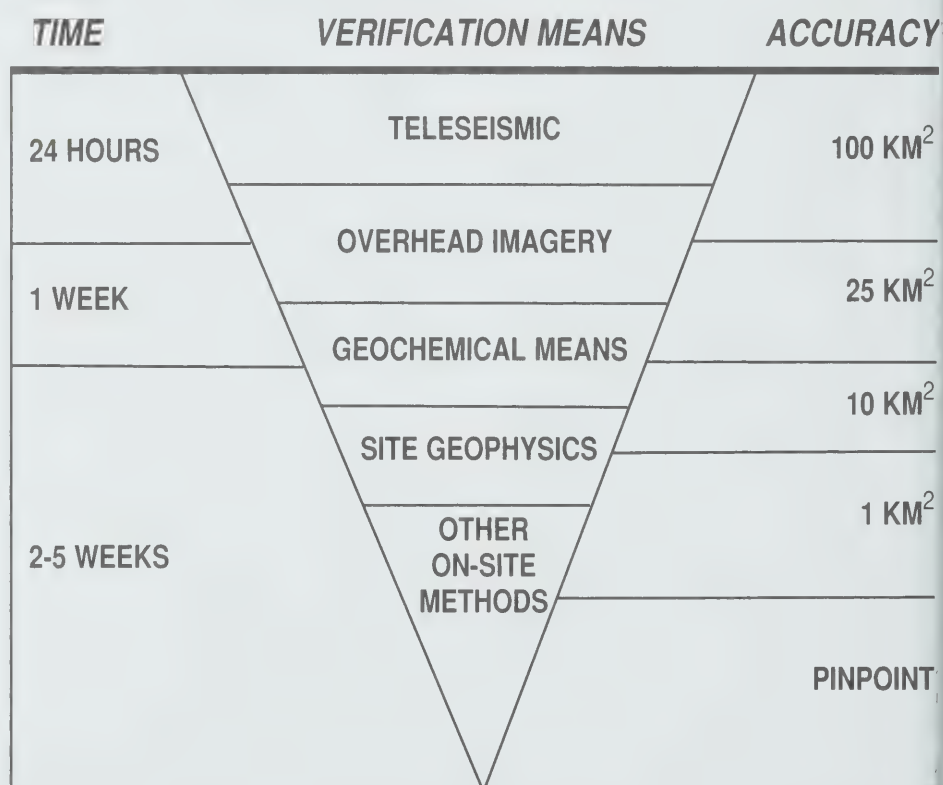 TIME VERIFICATION MEANS ACCURACY
TELESEISMIC
24 HOURS
100 KM²
OVERHEAD IMAGERY
1 WEEK
25 KM²
GEOCHEMICAL MEANS
10 KM²
SITE GEOPHYSICS
1 KM²
OTHER
ON-SITE
METHODS
2-5 WEEKS
PINPOINT